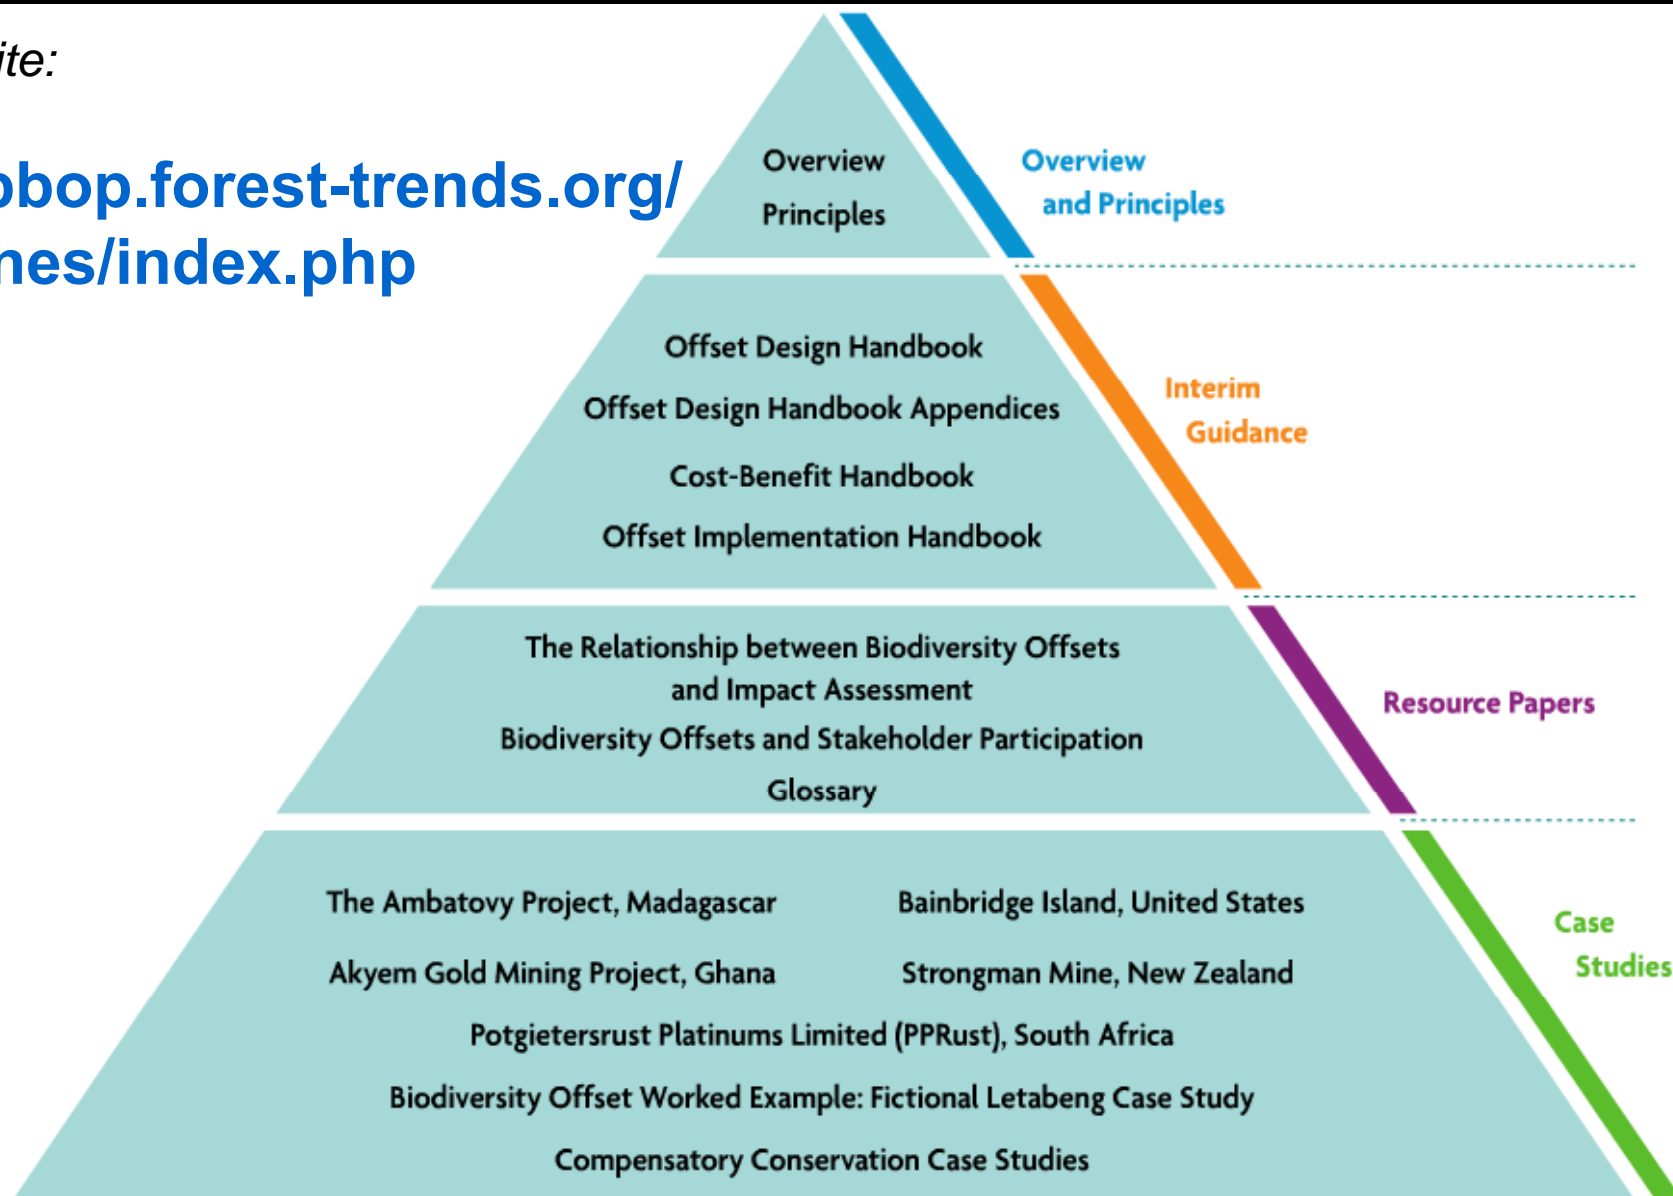 ite:
bbop.forest-trends.org/
nes/index.php
Overview
Principles
Overview
and Principles
Offset Design Handbook
Offset Design Handbook Appendices
Cost-Benefit Handbook
Offset Implementation Handbook
Interim
Guidance
The Relationship between Biodiversity Offsets
and Impact Assessment
Biodiversity Offsets and Stakeholder Participation
Glossary
Resource Papers
The Ambatovy Project, Madagascar
Bainbridge Island, United States
Akyem Gold Mining Project, Ghana
Strongman Mine, New Zealand
Potgietersrust Platinums Limited (PPRust), South Africa
Biodiversity Offset Worked Example: Fictional Letabeng Case Study
Compensatory Conservation Case Studies
Case
Studies